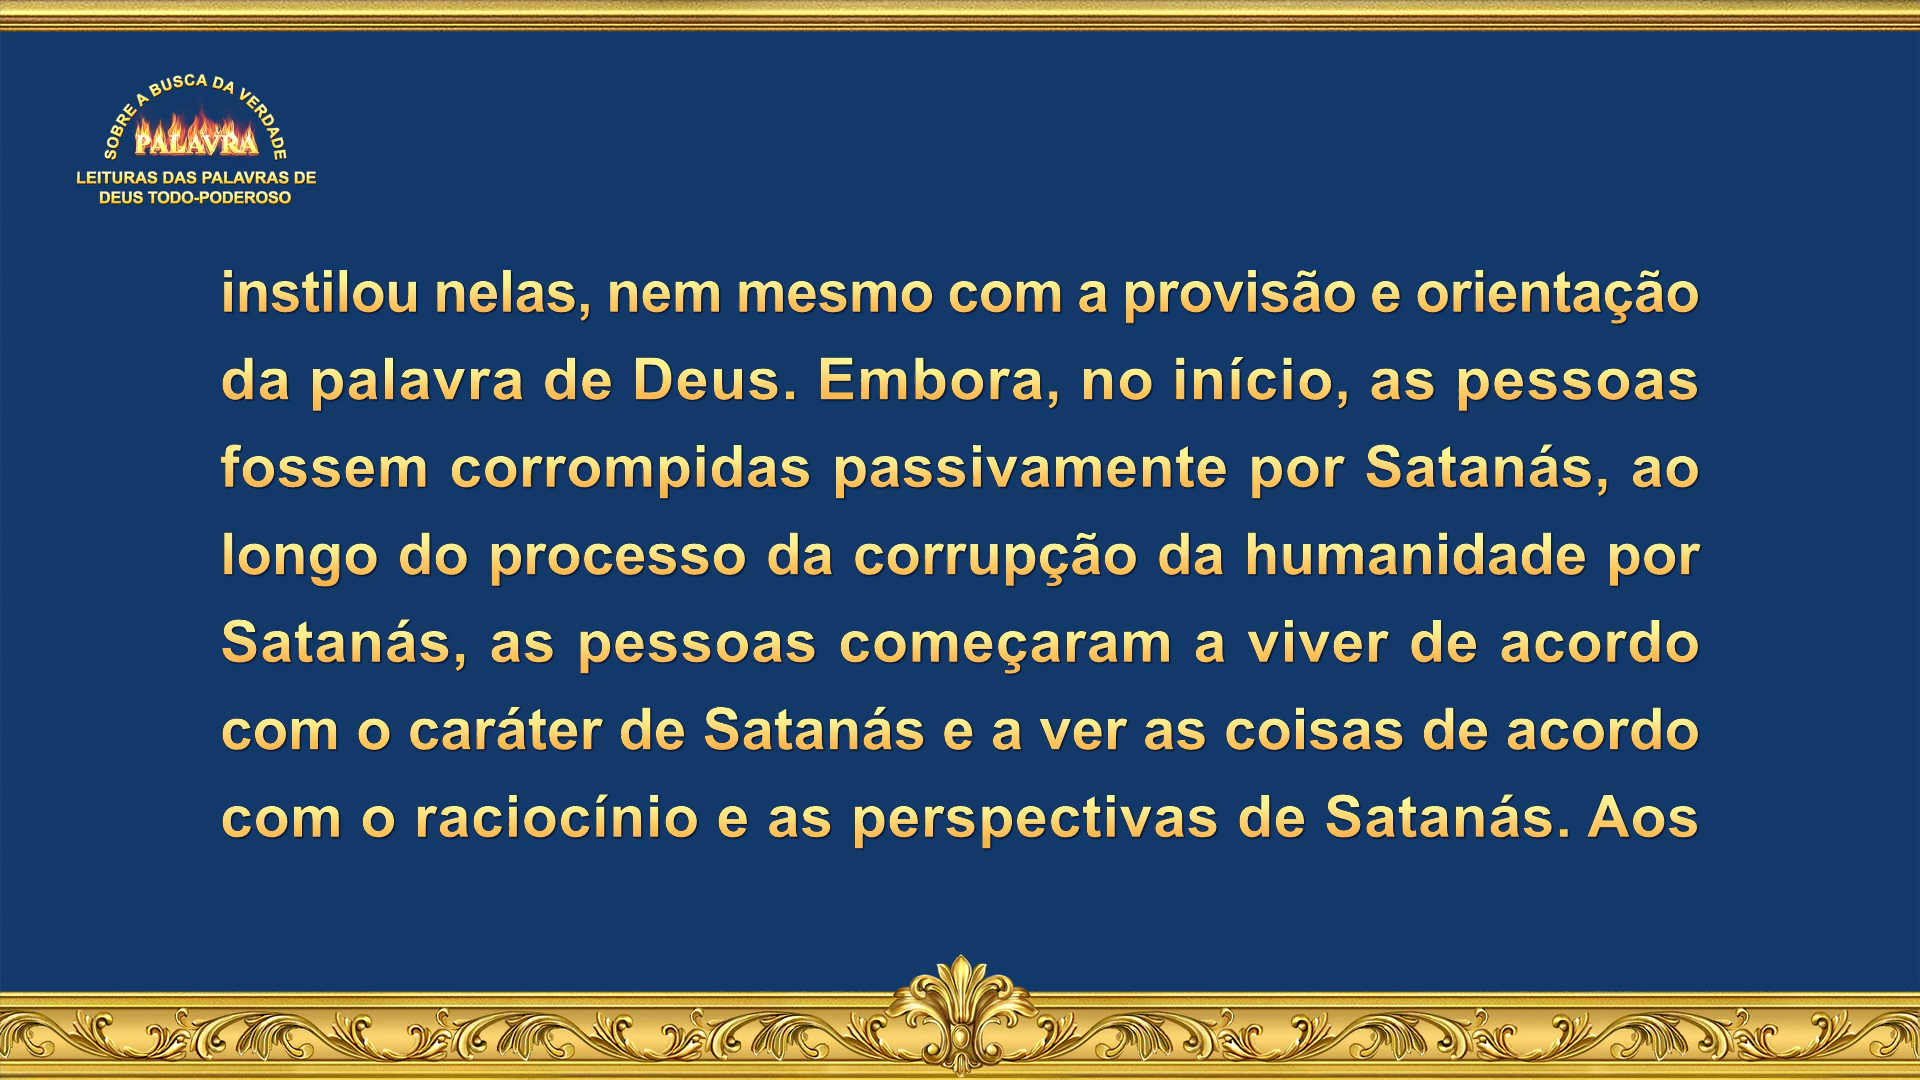 SOBRE A BUSCA DA VERDADE
PALAVRA
LEITURAS DAS PALAVRAS DE
DEUS TODO-PODEROSO
instilou nelas, nem mesmo com a provisão e orientação
da palavra de Deus. Embora, no início, as pessoas
fossem corrompidas passivamente por Satanás, ao
longo do processo da corrupção da humanidade por
Satanás, as pessoas começaram a viver de acordo
com o caráter de Satanás e a ver as coisas de acordo
com o raciocínio e as perspectivas de Satanás. Aos